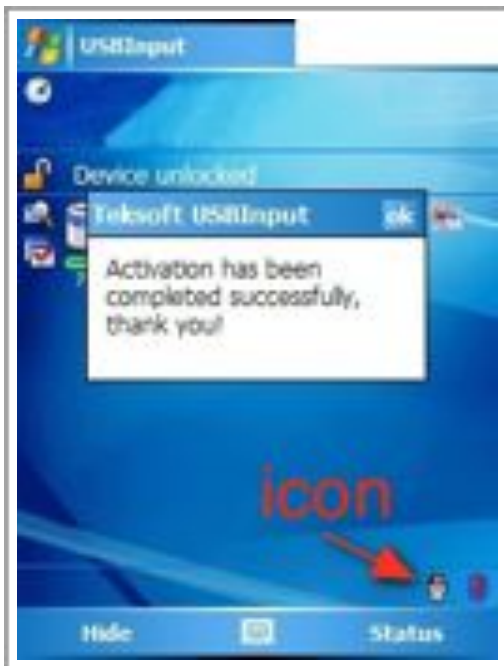 USBInput
Device unlocked
Teksoft USBInput ok
Activation has been
completed successfully,
thank you!
icon
Hide Status